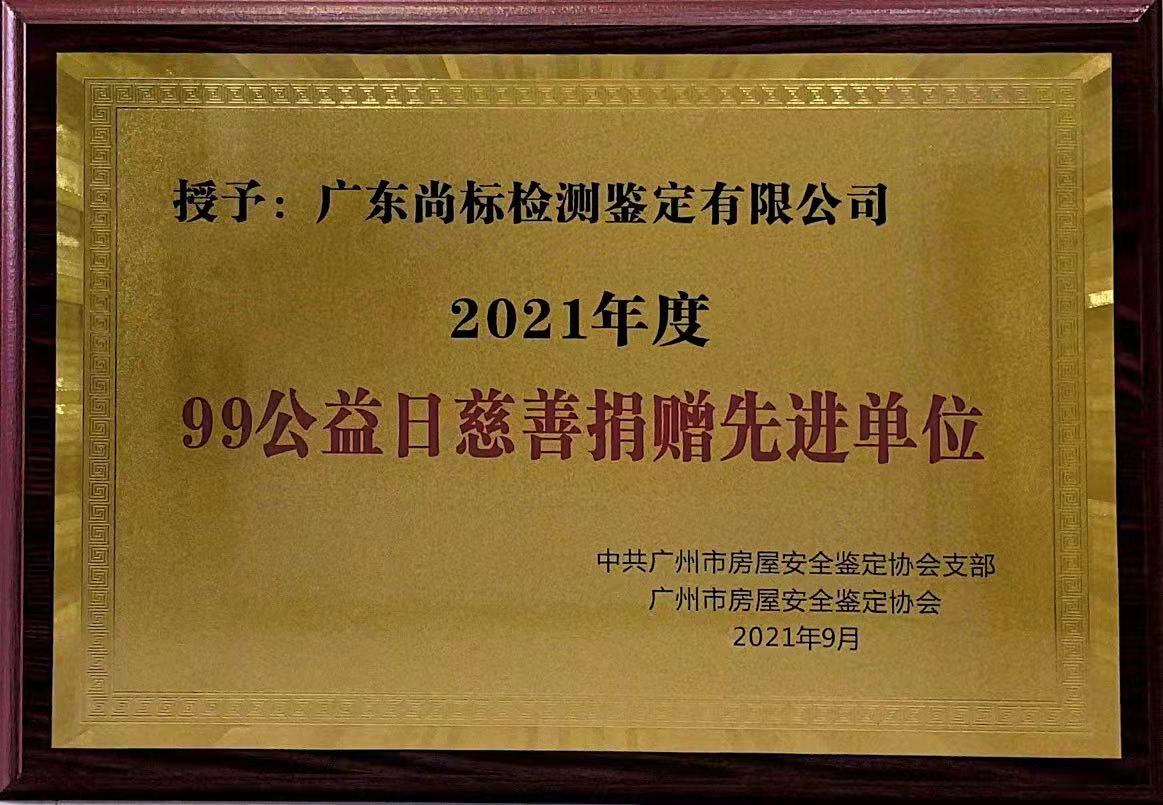 授予：广东尚标检测鉴定有限公司
2021年度
99公益日慈善捐赠先进单位
中共广州市房屋安全鉴定协会支部
广州市房屋安全鉴定协会
2021年9月